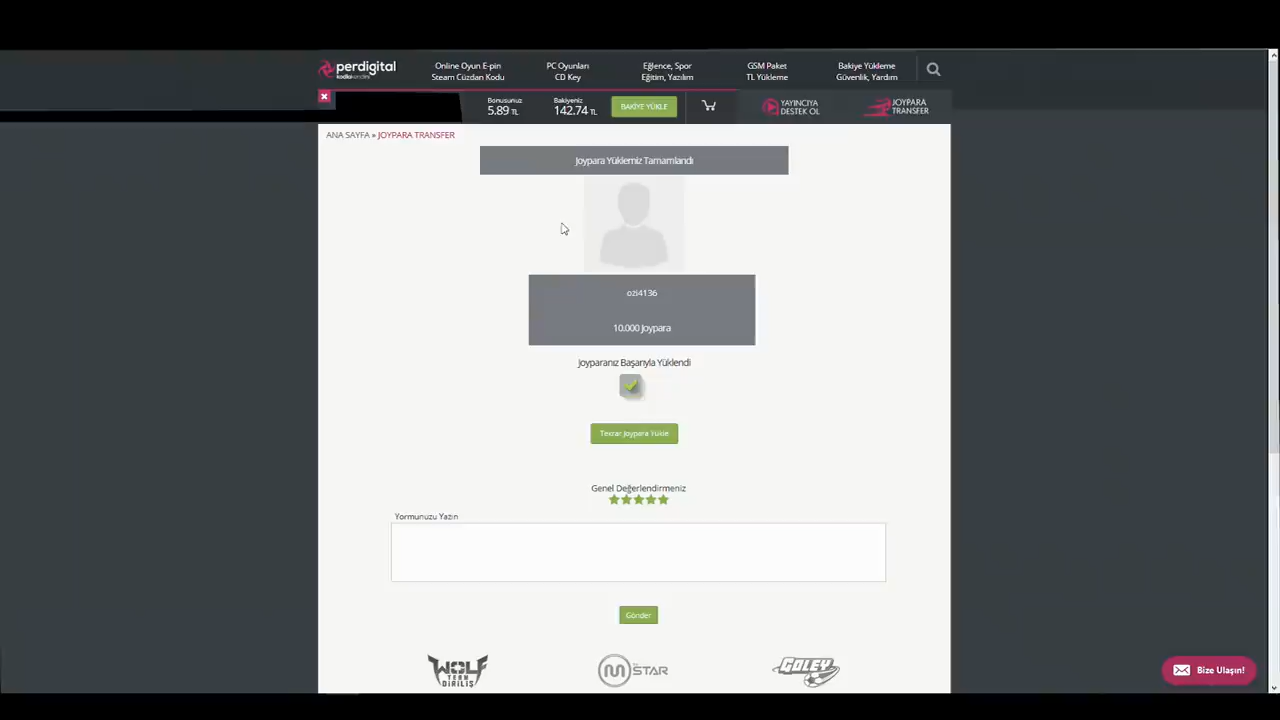 perdigital
Online Oyun E-pin
Steam Cüzdan Kodu
PC Oyunları
CD Key
Eğlence, Spor
Eğitim, Yazılım
GSM Paket
TL Yükleme
Bakiye Yükleme
Güvenlik, Yardım
Bonusunuz
5.89 TL
Bakiyeniz
142.74 TL
BAKİYE YÜKLE
YAYINCIYA
DESTEK OL
JOYPARA
TRANSFER
ANA SAYFA » JOYPARA TRANSFER
Joypara Yüklemiz Tamamlandı
ozi4136
10.000 Joypara
Joyparanız Başarıyla Yüklendi
Tekrar Joypara Yükle
Genel Değerlendirmeniz
Yormunuzu Yazın
Gönder
WOLF
TEAM
DİRİLİŞ
M STAR
GOLEY
Bize Ulaşın!